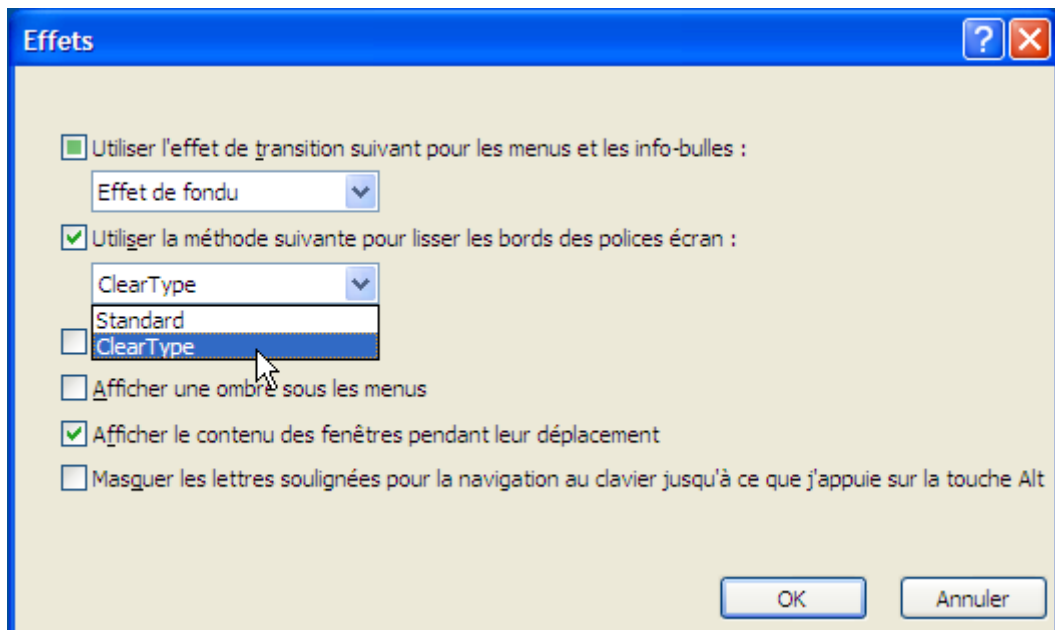 Effets
Utiliser l'effet de transition suivant pour les menus et les info-bulles :
Effet de fondu
Utiliser la méthode suivante pour lisser les bords des polices écran :
ClearType
Standard
ClearType
Afficher une ombre sous les menus
Afficher le contenu des fenêtres pendant leur déplacement
Masquer les lettres soulignées pour la navigation au clavier jusqu'à ce que j'appuie sur la touche Alt
OK
Annuler